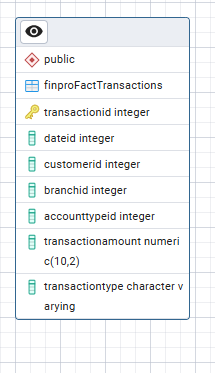 public
finproFactTransactions
transactionid integer
dateid integer
customerid integer
branchid integer
accounttypeid integer
transactionamount numeri
c(10,2)
transactiontype character v
arying